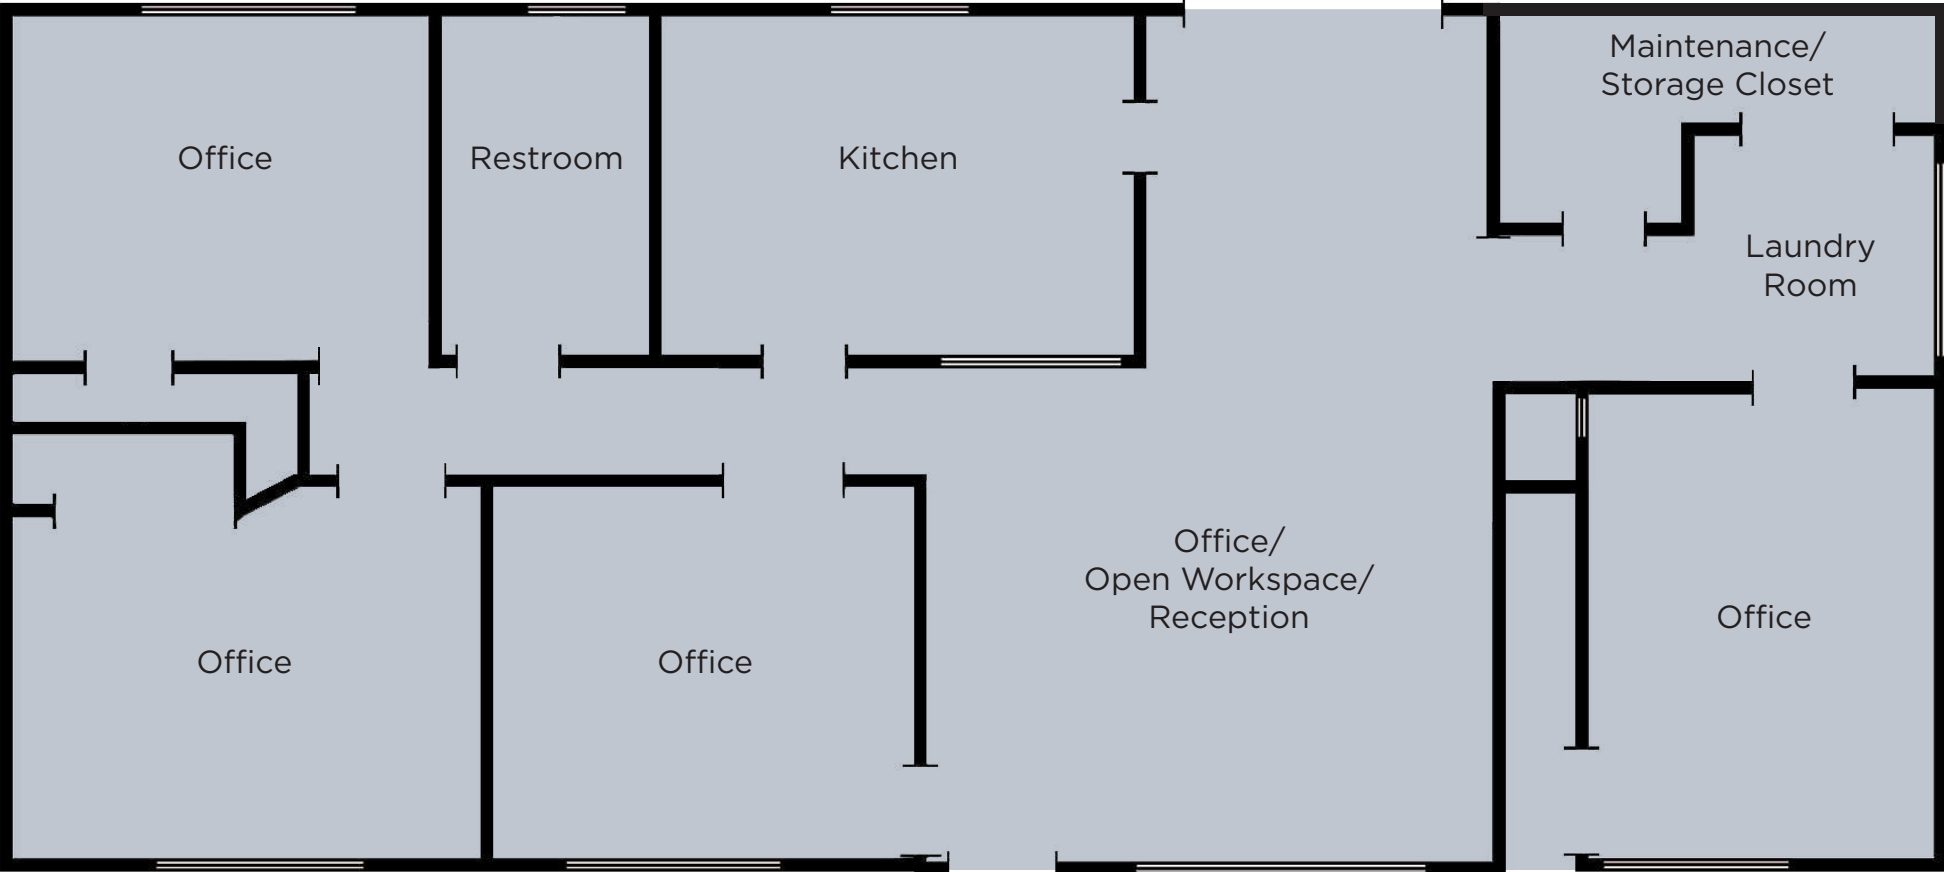 Office
Restroom
Kitchen
Maintenance/
Storage Closet
Laundry
Room
Office
Office
Office/
Open Workspace/
Reception
Office